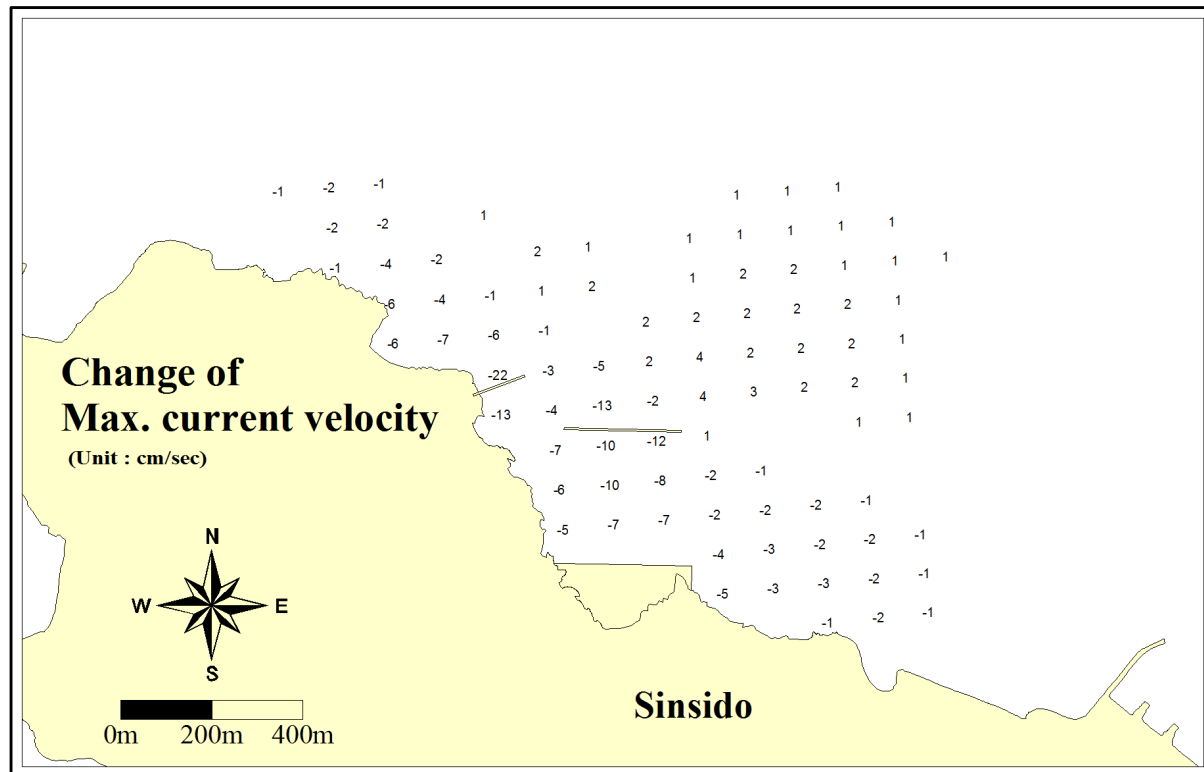 -1 -2 -1 1 1 1
-2 -2 1 1 1 1 1 1
-1 -4 -2 2 1 1 2 2 1 1 1
-6 -4 -1 1 2 2 2 2 2 2 1
-6 -7 -6 -1 2 4 2 2 2 1
-22 -3 -5 4 3 2 2 1
-13 -4 -13 -2 1 1 1
-7 -10 -12 -2 -1
-6 -10 -8 -2 -2 -2 -1
-5 -7 -7 -4 -3 -2 -2 -1
-5 -3 -3 -2 -1
-1 -2 -1
Change of
Max. current velocity
(Unit : cm/sec)
N
W E
S
0m 200m 400m
Sinsido